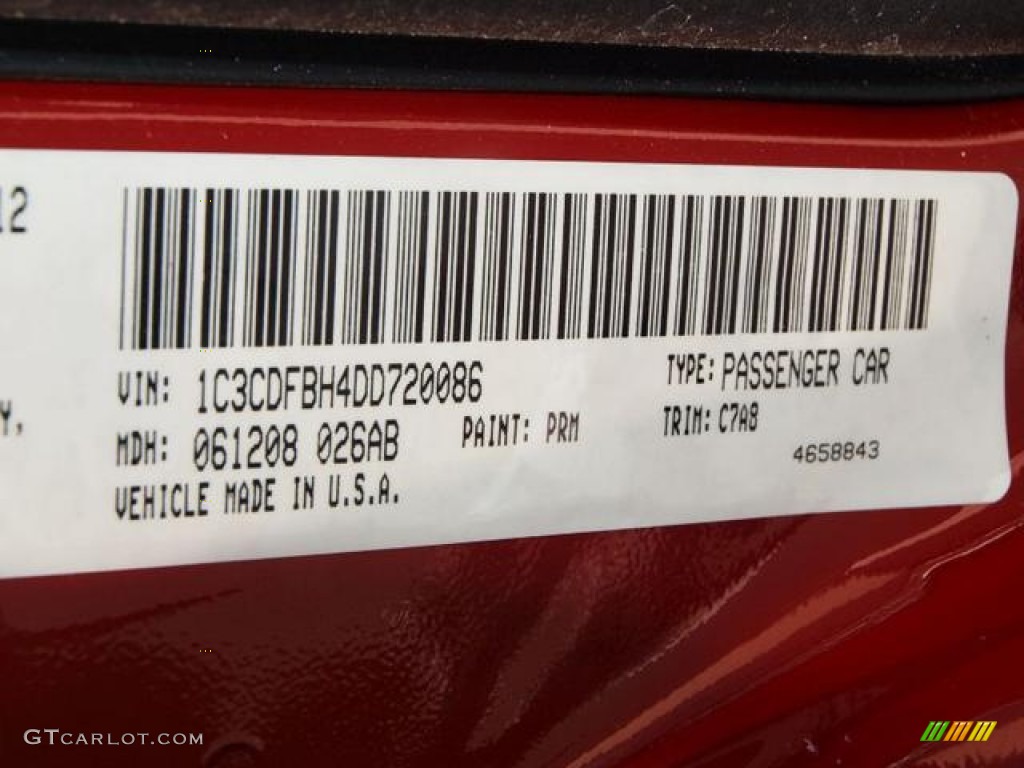 12
VIN: 1C3CDFBH4DD720086 TYPE: PASSENGER CAR
Y,
MDH: 061208 026AB PAINT: PRM TRIM: C7A8
4658843
VEHICLE MADE IN U.S.A.
GTCARLOT.COM